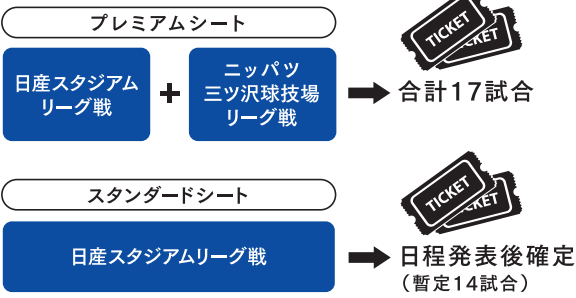 プレミアムシート
日産スタジアム
リーグ戦
+
ニッパツ
三ツ沢球技場
リーグ戦
TICKET
TICKET
合計17試合
スタンダードシート
日産スタジアムリーグ戦
TICKET
TICKET
日程発表後確定
（暫定14試合）